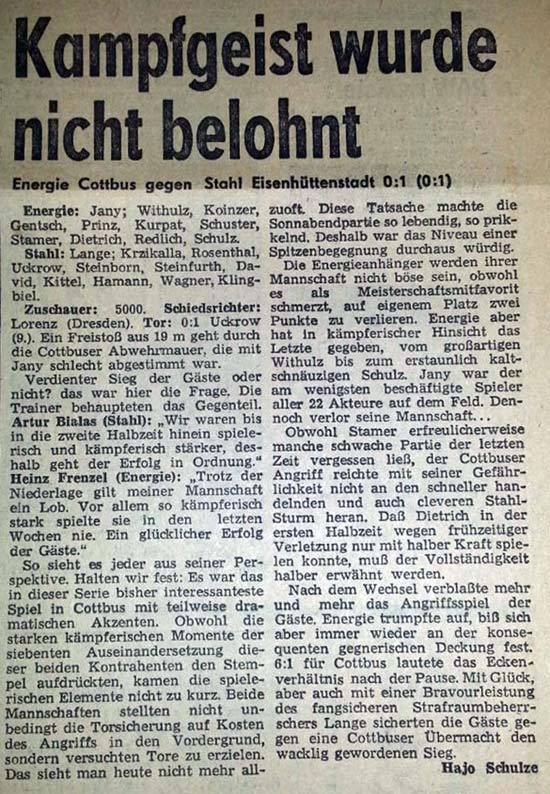 Kampfgeist wurde
nicht belohnt
Energie Cottbus gegen Stahl Eisenhüttenstadt 0:1 (0:1)
Energie: Jany; Withulz, Koinzer,
Gentsch, Prinz, Kurpat, Schuster,
Stamer, Dietrich, Redlich, Schulz.
Stahl: Lange; Krzikalla, Rosenthal,
Uckrow, Steinborn, Steinfurth, Da-
vid, Kittel, Hamann, Wagner, Kling-
biel.
Zuschauer: 5000. Schiedsrichter:
Lorenz (Dresden). Tor: 0:1 Uckrow
(9.). Ein Freistoß aus 19 m geht durch
die Cottbuser Abwehrmauer, die mit
Jany schlecht abgestimmt war.
Verdienter Sieg der Gäste oder
nicht? das war hier die Frage. Die
Trainer behaupteten das Gegenteil.
Artur Bialas (Stahl): „Wir waren bis
in die zweite Halbzeit hinein spiele-
risch und kämpferisch stärker, des-
halb geht der Erfolg in Ordnung.“
Heinz Frenzel (Energie): „Trotz der
Niederlage gilt meiner Mannschaft
ein Lob. Vor allem so kämpferisch
stark spielte sie in den letzten
Wochen nie. Ein glücklicher Erfolg
der Gäste.“
So sieht es jeder aus seiner Per-
spektive. Halten wir fest: Es war das
in dieser Serie bisher interessanteste
Spiel in Cottbus mit teilweise dra-
matischen Akzenten. Obwohl die
starken kämpferischen Momente der
siebenten Auseinandersetzung die-
ser beiden Kontrahenten den Stem-
pel aufdrückten, kamen die spiele-
rischen Elemente nicht zu kurz. Beide
Mannschaften stellten nicht un-
bedingt die Torsicherung auf Kosten
des Angriffs in den Vordergrund,
sondern versuchten Tore zu erzielen.
Das sieht man heute nicht mehr all-
zuoft. Diese Tatsache machte die
Sonnabendpartie so lebendig, so prik-
kelnd. Deshalb war das Niveau einer
Spitzenbegegnung durchaus würdig.
Die Energieanhänger werden ihrer
Mannschaft nicht böse sein, obwohl
es als Meisterschaftsmitfavorit
schmerzt, auf eigenem Platz zwei
Punkte zu verlieren. Energie aber
hat in kämpferischer Hinsicht das
Letzte gegeben, vom großartigen
Withulz bis zum erstaunlich kalt-
schnäuzigen Schulz. Jany war der
am wenigsten beschäftigte Spieler
aller 22 Akteure auf dem Feld. Den-
noch verlor seine Mannschaft...
Obwohl Stamer erfreulicherweise
manche schwache Partie der letzten
Zeit vergessen ließ, der Cottbuser
Angriff reichte mit seiner Gefähr-
lichkeit nicht an den schneller han-
delnden und auch cleveren Stahl-
Sturm heran. Daß Dietrich in der
ersten Halbzeit wegen frühzeitiger
Verletzung nur mit halber Kraft spie-
len konnte, muß der Vollständigkeit
halber erwähnt werden.
Nach dem Wechsel verblaßte mehr
und mehr das Angriffsspiel der
Gäste. Energie trumpfte auf, biß sich
aber immer wieder an der konse-
quenten gegnerischen Deckung fest.
6:1 für Cottbus lautete das Ecken-
verhältnis nach der Pause. Mit Glück,
aber auch mit einer Bravourleistung
des fangsicheren Strafraumbeherr-
schers Lange sicherten die Gäste ge-
gen eine Cottbuser Übermacht den
wacklig gewordenen Sieg.
Hajo Schulze